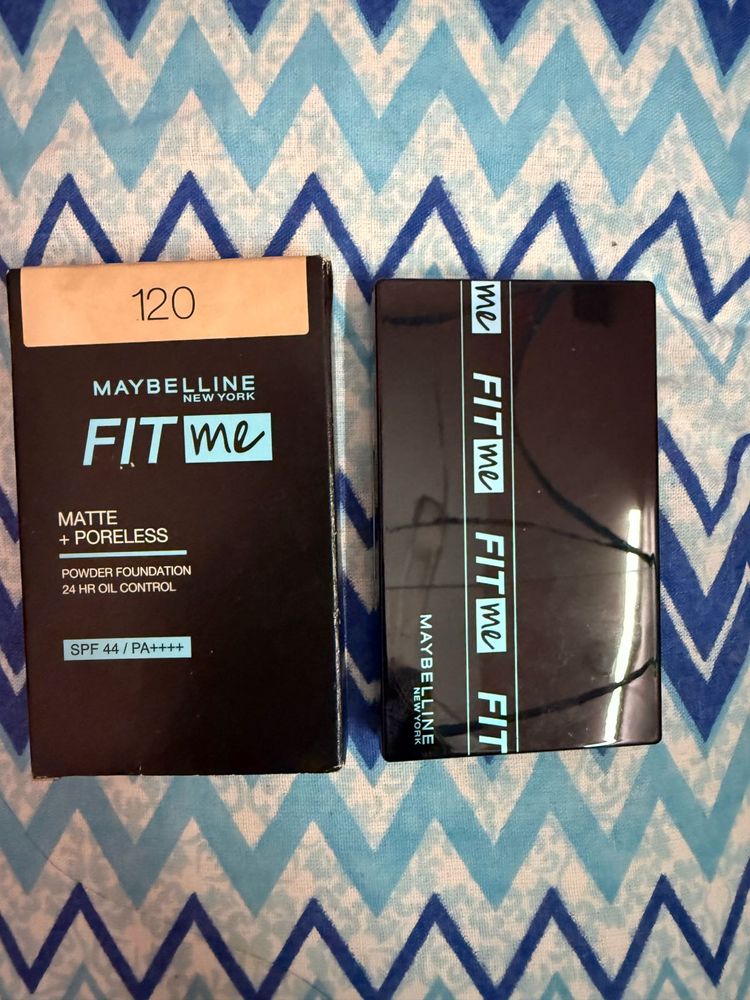 120
MAYBELLINE
NEW YORK
FIT me
MATTE
+ PORELESS
POWDER FOUNDATION
24 HR OIL CONTROL
SPF 44 / PA++++
me
FIT me
FIT me
FIT
MAYBELLINE
NEW YORK